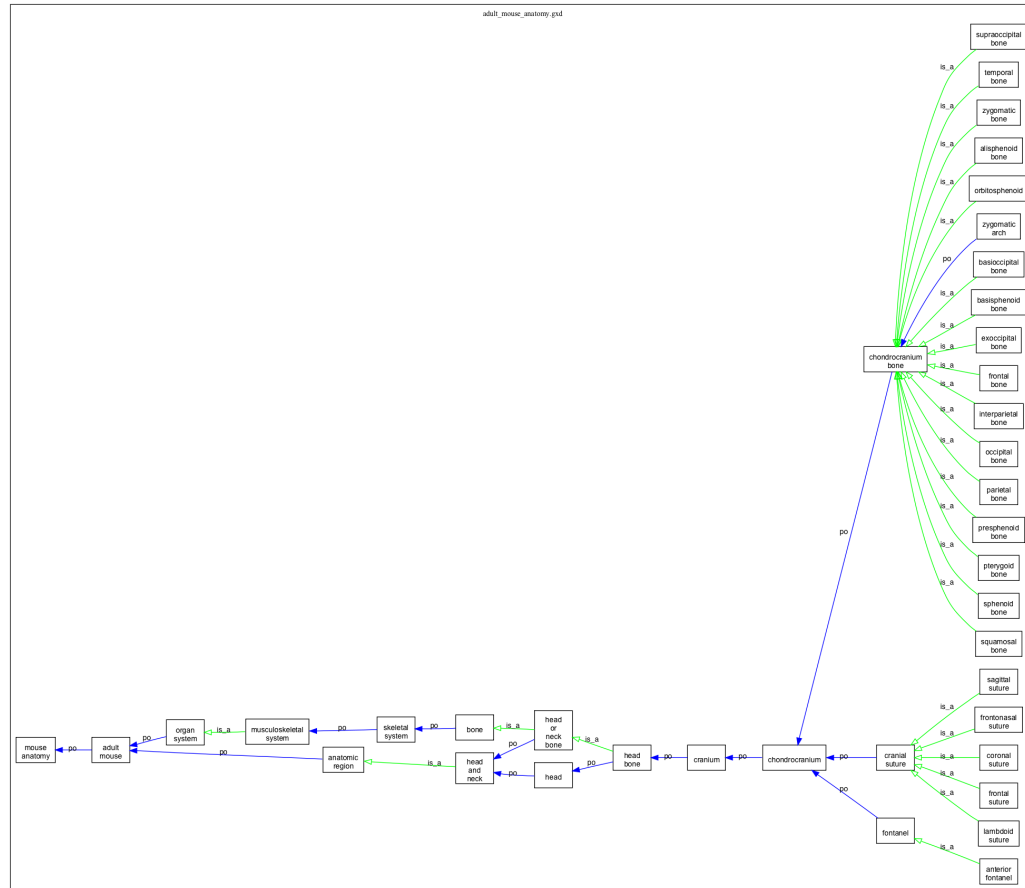 adult_mouse_anatomy.gxd
supraoccipital
bone
is_a
temporal
bone
is_a
zygomatic
bone
is_a
alisphenoid
bone
is_a
orbitosphenoid
is_a
zygomatic
arch
po
basioccipital
bone
is_a
basisphenoid
bone
is_a
exoccipital
bone
is_a
chondrocranium
bone
frontal
bone
is_a
interparietal
bone
is_a
occipital
bone
is_a
parietal
bone
is_a
presphenoid
bone
is_a
pterygoid
bone
is_a
sphenoid
bone
is_a
squamosal
bone
is_a
po
sagittal
suture
is_a
frontonasal
suture
is_a
coronal
suture
is_a
frontal
suture
is_a
lambdoid
suture
is_a
anterior
fontanel
is_a
mouse
anatomy
po
adult
mouse
po
organ
system
is_a
musculoskeletal
system
po
skeletal
system
po
bone
is_a
head
or
neck
bone
is_a
po
anatomic
region
is_a
head
and
neck
po
po
head
po
head
bone
po
cranium
po
chondrocranium
po
cranial
suture
po
fontanel